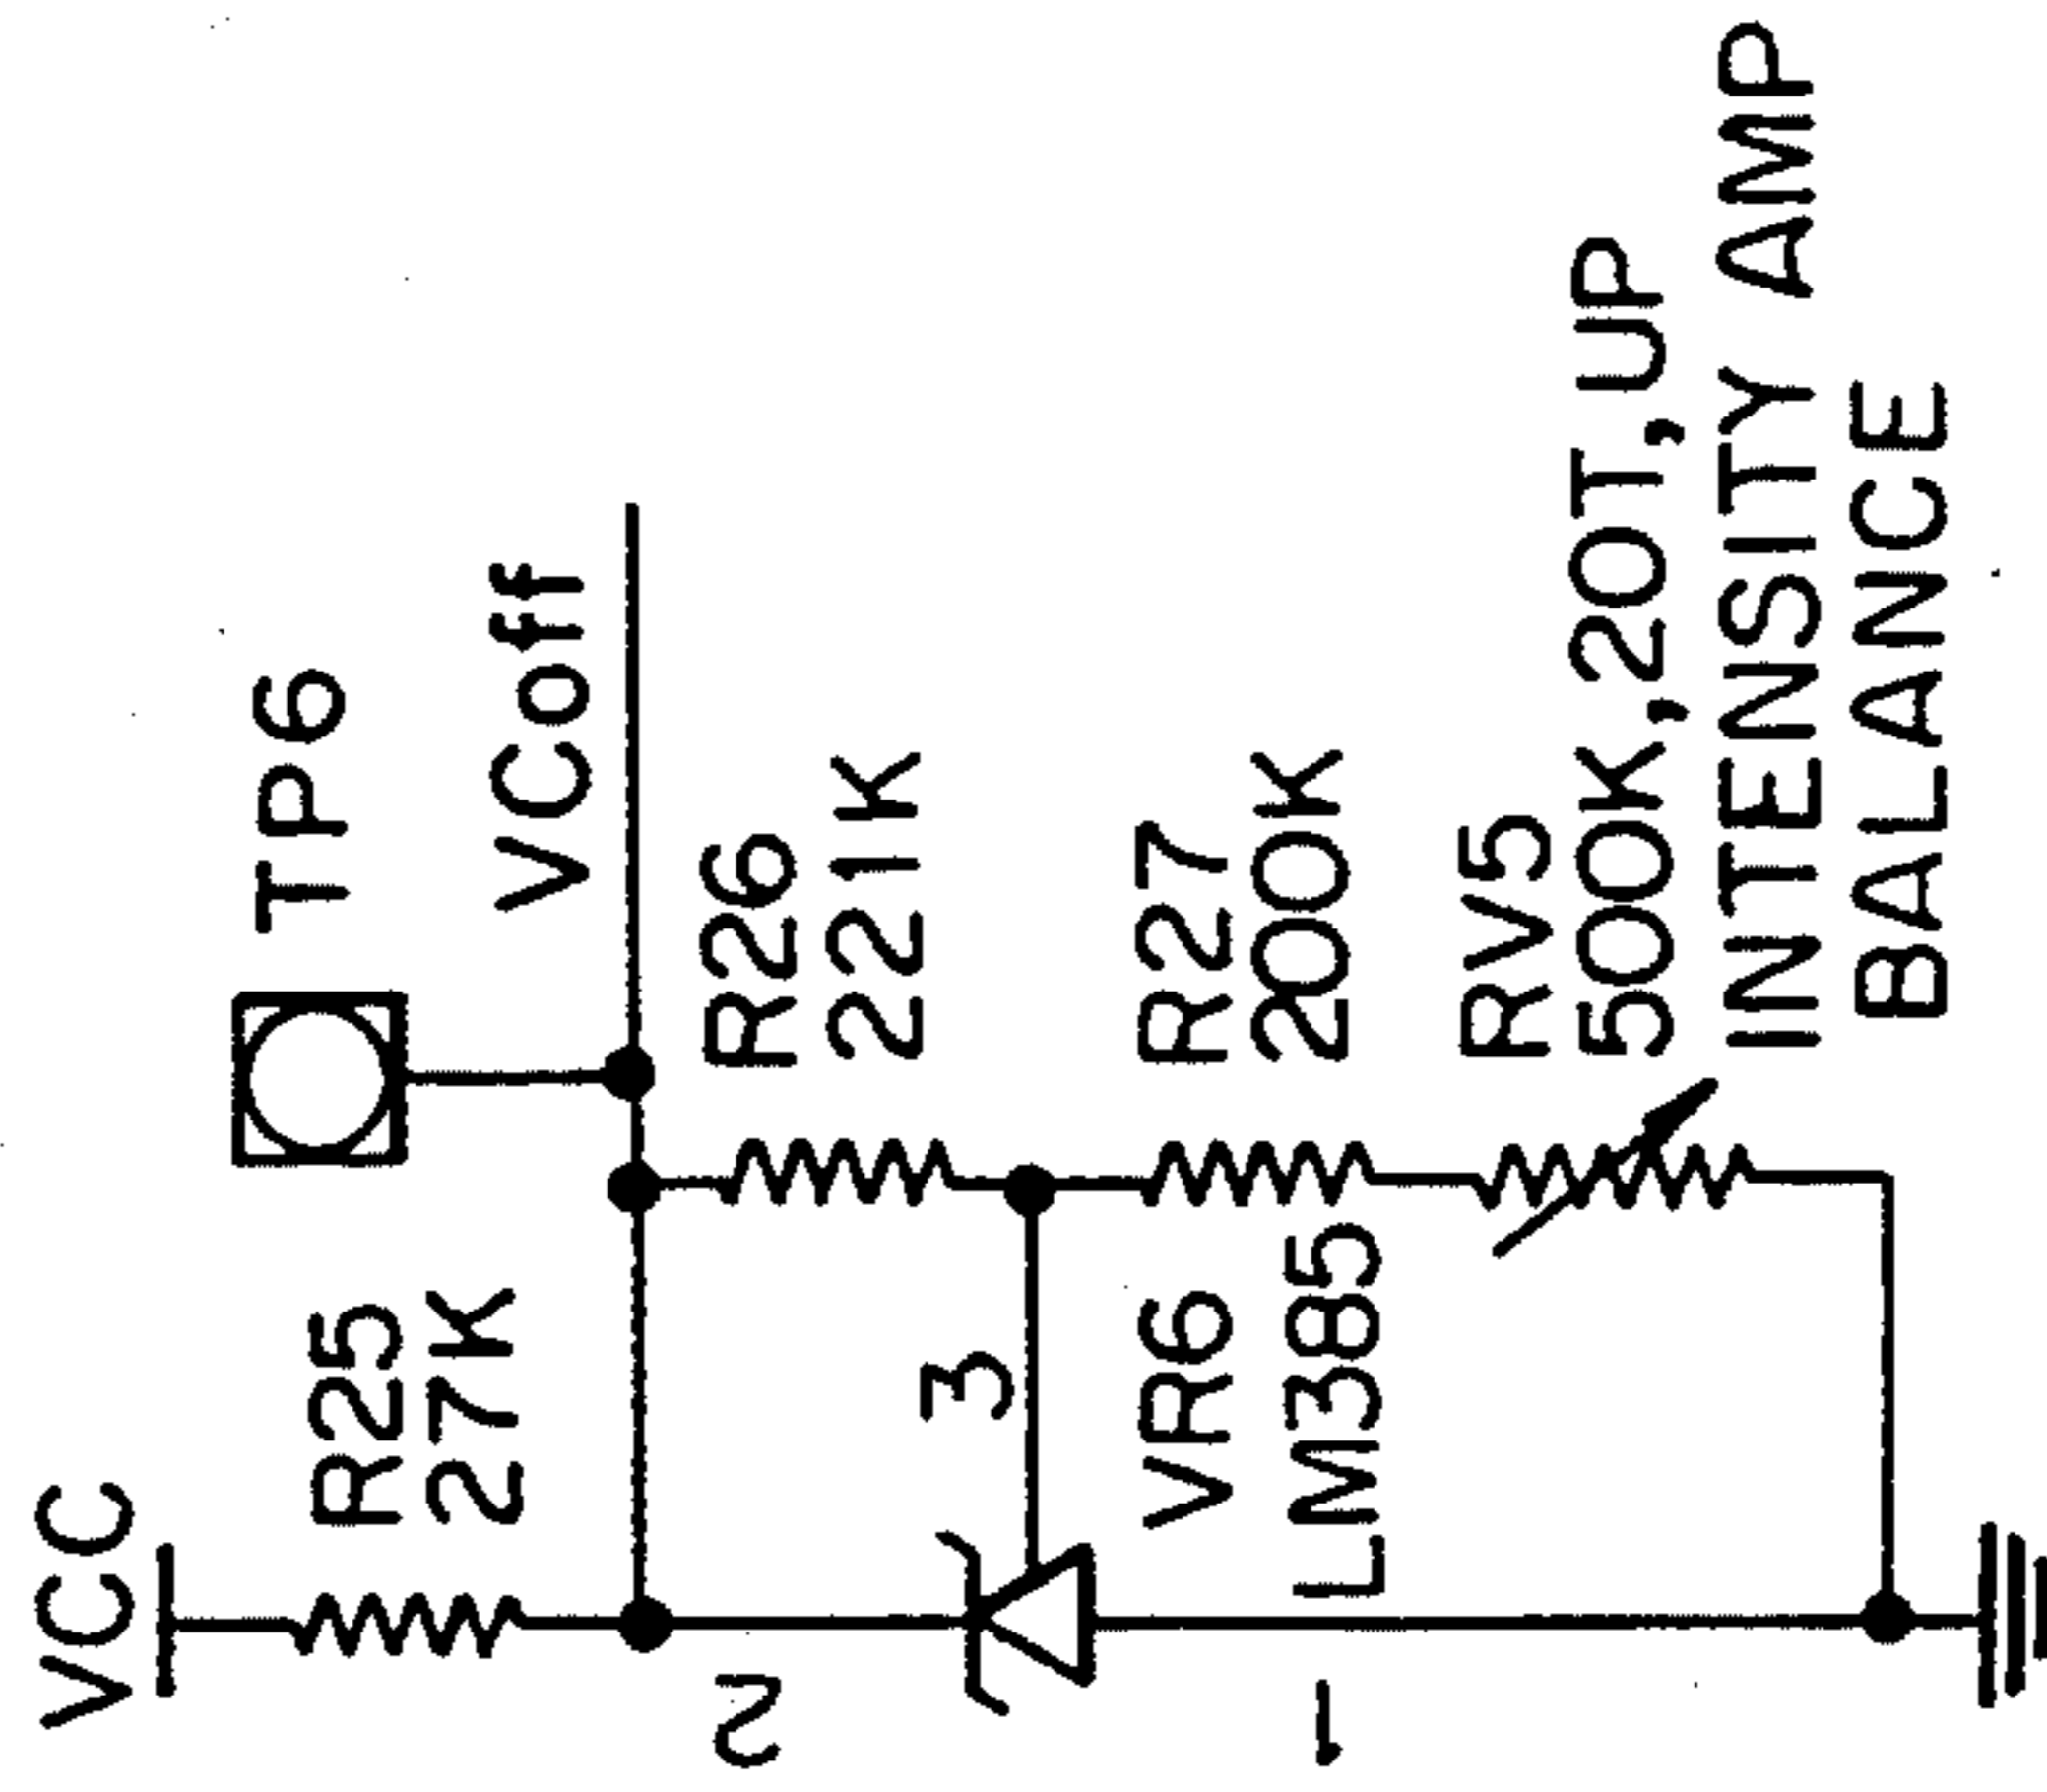 VCC
R25
27K
TP6
VCoff
2
R26
221K
3
R27
200K
VR6
LM385
1
RV5
500K,20T,UP
INTENSITY AMP
BALANCE